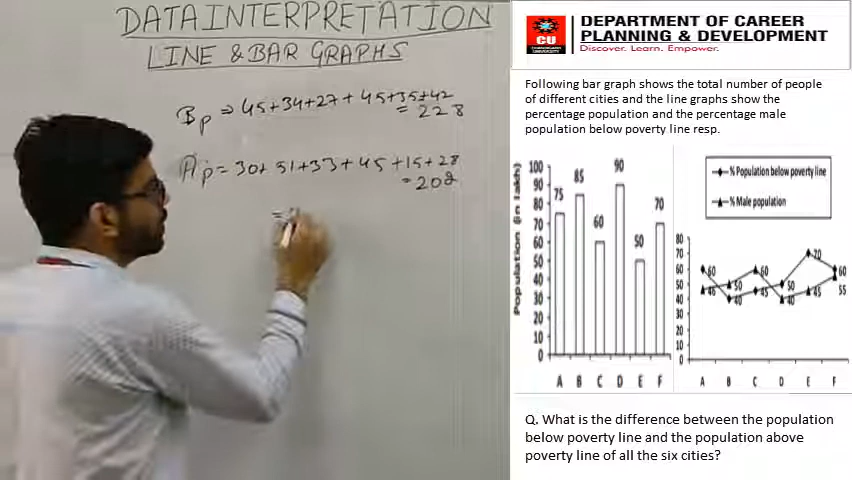 DATA INTERPRETATION
LINE & BAR GRAPHS
Bp ⇒ 45+34+27+45+35+42
= 228
Ap = 30+51+33+45+15+28
= 202
=
CU
DEPARTMENT OF CAREER
PLANNING & DEVELOPMENT
Discover. Learn. Empower.
Following bar graph shows the total number of people
of different cities and the line graphs show the
percentage population and the percentage male
population below poverty line resp.
Population (in lakh)
100
90
80
70
60
50
40
30
20
10
0
75
85
60
90
50
70
A B C D E F
% Population below poverty line
% Male population
80
70
60
50
40
30
20
10
0
60 40 45 50 70 60
46 50 60 40 45 55
A B C D E F
Q. What is the difference between the population
below poverty line and the population above
poverty line of all the six cities?